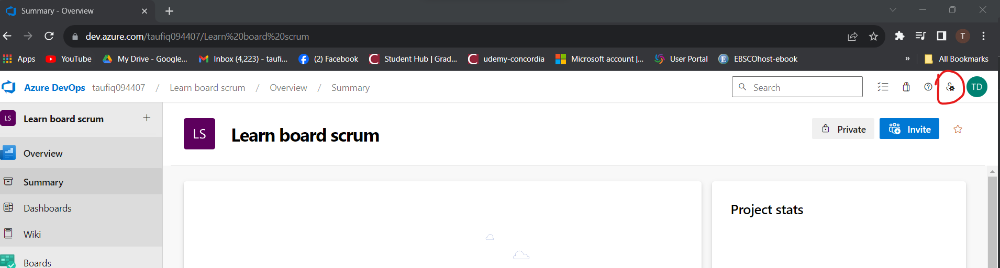 Summary - Overview
dev.azure.com/taufiq094407/Learn%20board%20scrum
T
Apps YouTube My Drive - Google... Inbox (4,223) - taufi... (2) Facebook Student Hub | Grad... udemy-concordia Microsoft account |... User Portal EBSCOhost-ebook » All Bookmarks
Azure DevOps taufiq094407 / Learn board scrum / Overview / Summary Search TD
LS Learn board scrum +
LS Learn board scrum Private Invite
Overview
Summary
Dashboards
Wiki
Boards
Project stats